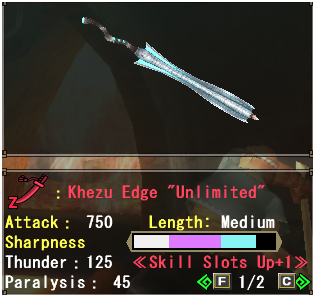 Z : Khezu Edge "Unlimited"
Attack : 750 Length: Medium
Sharpness
Thunder : 125 ≪Skill Slots Up+1≫
Paralysis : 45 F 1/2 C